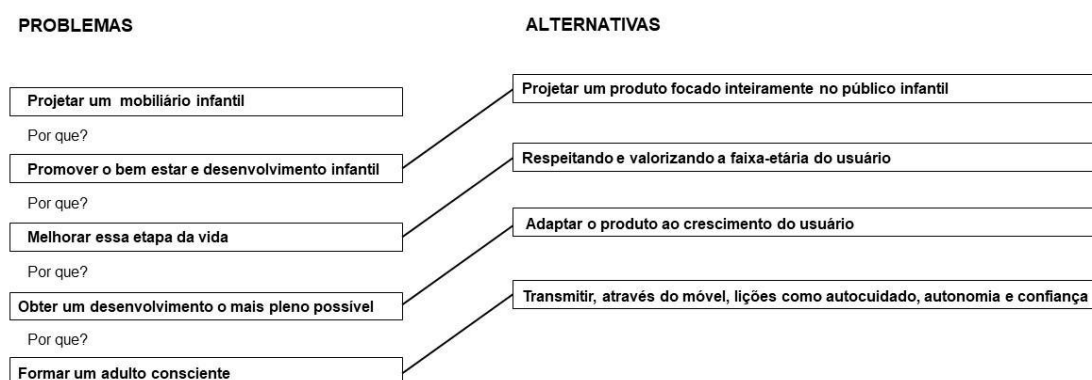 PROBLEMAS
Projetar um mobiliário infantil
Por que?
Promover o bem estar e desenvolvimento infantil
Por que?
Melhorar essa etapa da vida
Por que?
Obter um desenvolvimento o mais pleno possível
Por que?
Formar um adulto consciente
ALTERNATIVAS
Projetar um produto focado inteiramente no público infantil
Respeitando e valorizando a faixa-etária do usuário
Adaptar o produto ao crescimento do usuário
Transmitir, através do móvel, lições como autocuidado, autonomia e confiança